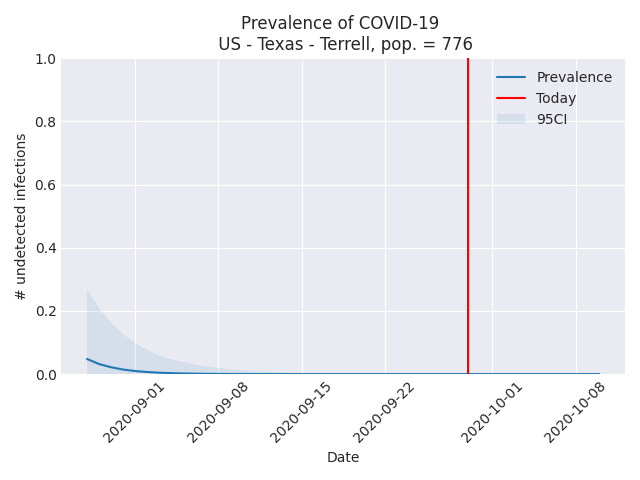 Prevalence of COVID-19
US - Texas - Terrell, pop. = 776
1.0
0.8
0.6
0.4
0.2
0.0
# undetected infections
Prevalence
Today
95CI
2020-09-01
2020-09-08
2020-09-15
2020-09-22
2020-10-01
2020-10-08
Date